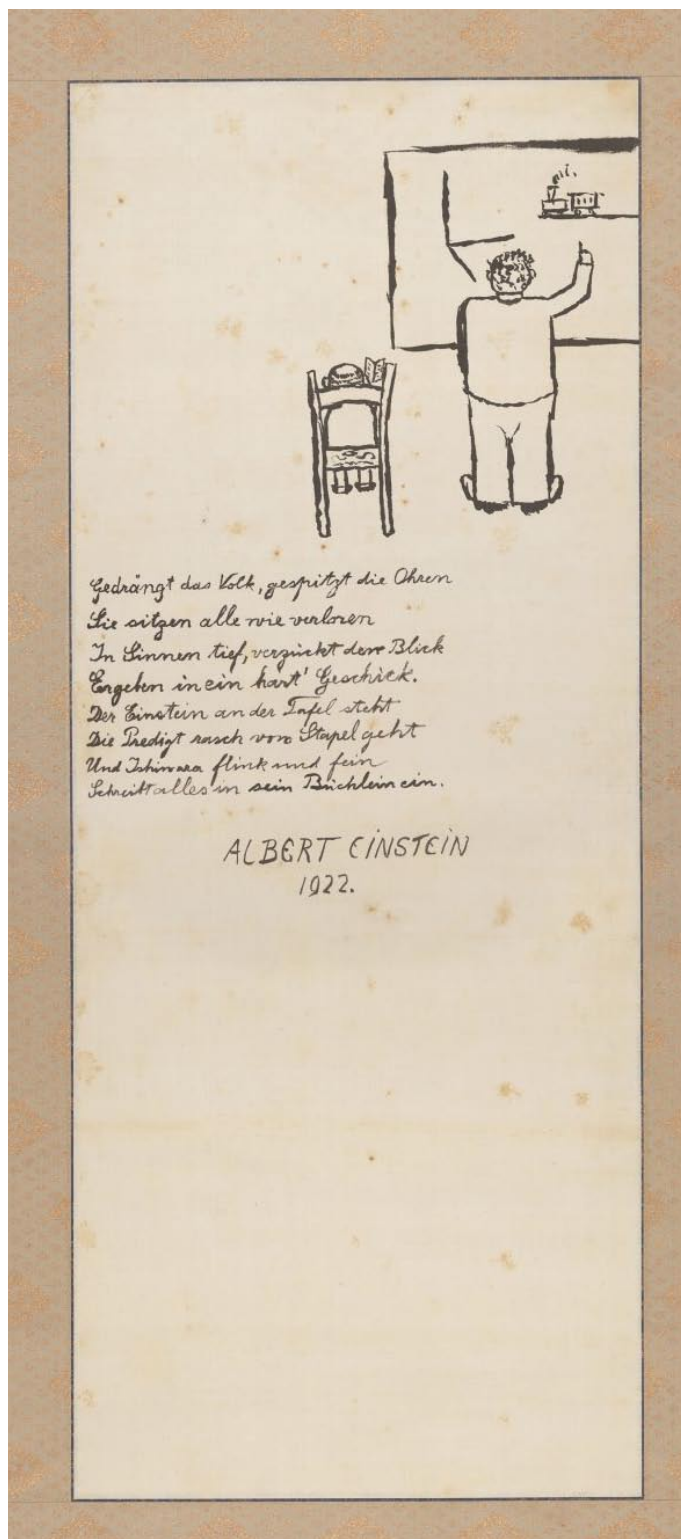 Gedrängt das Volk, gespitzt die Ohren
Sie sitzen alle wie verloren
In Sinnen tief, verzückt den Blick
Ergeben in ein hart' Geschick.
Der Einstein an der Tafel steht
Die Predigt rasch vom Stapel geht
Und Ishiwara flink und fein
Schreibt alles in sein Büchlein ein.
ALBERT EINSTEIN
1922.